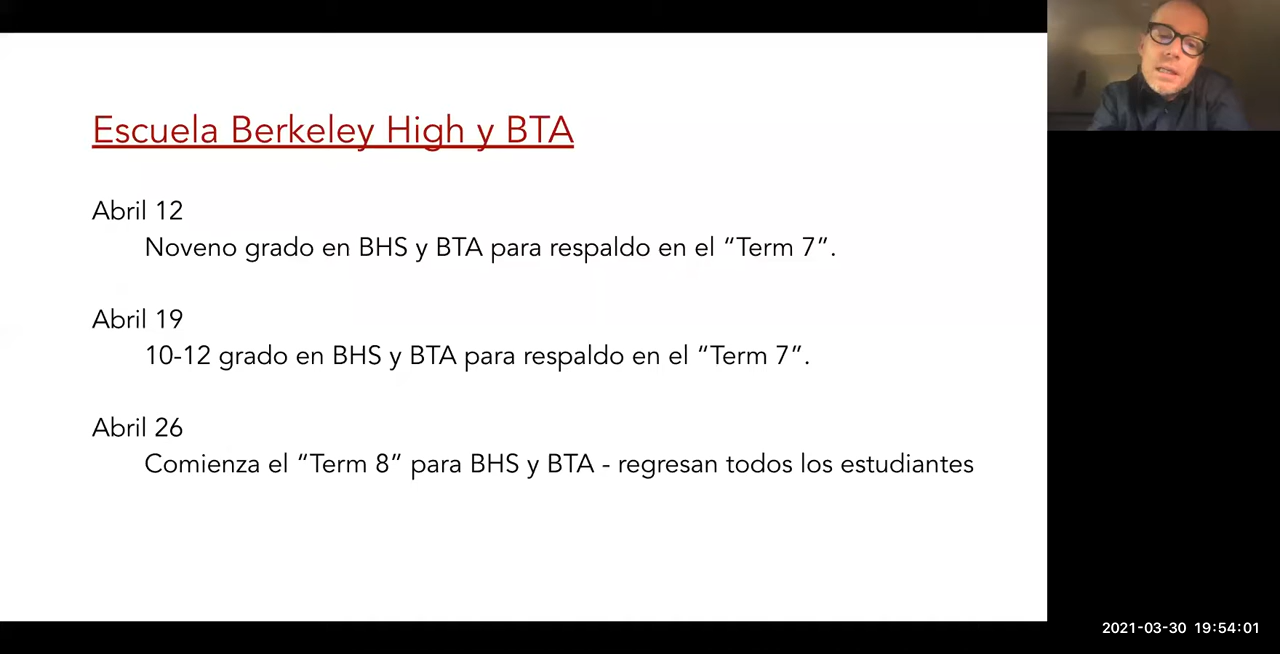 Escuela Berkeley High y BTA
Abril 12
Noveno grado en BHS y BTA para respaldo en el “Term 7”.
Abril 19
10-12 grado en BHS y BTA para respaldo en el “Term 7”.
Abril 26
Comienza el “Term 8” para BHS y BTA - regresan todos los estudiantes
2021-03-30 19:54:01